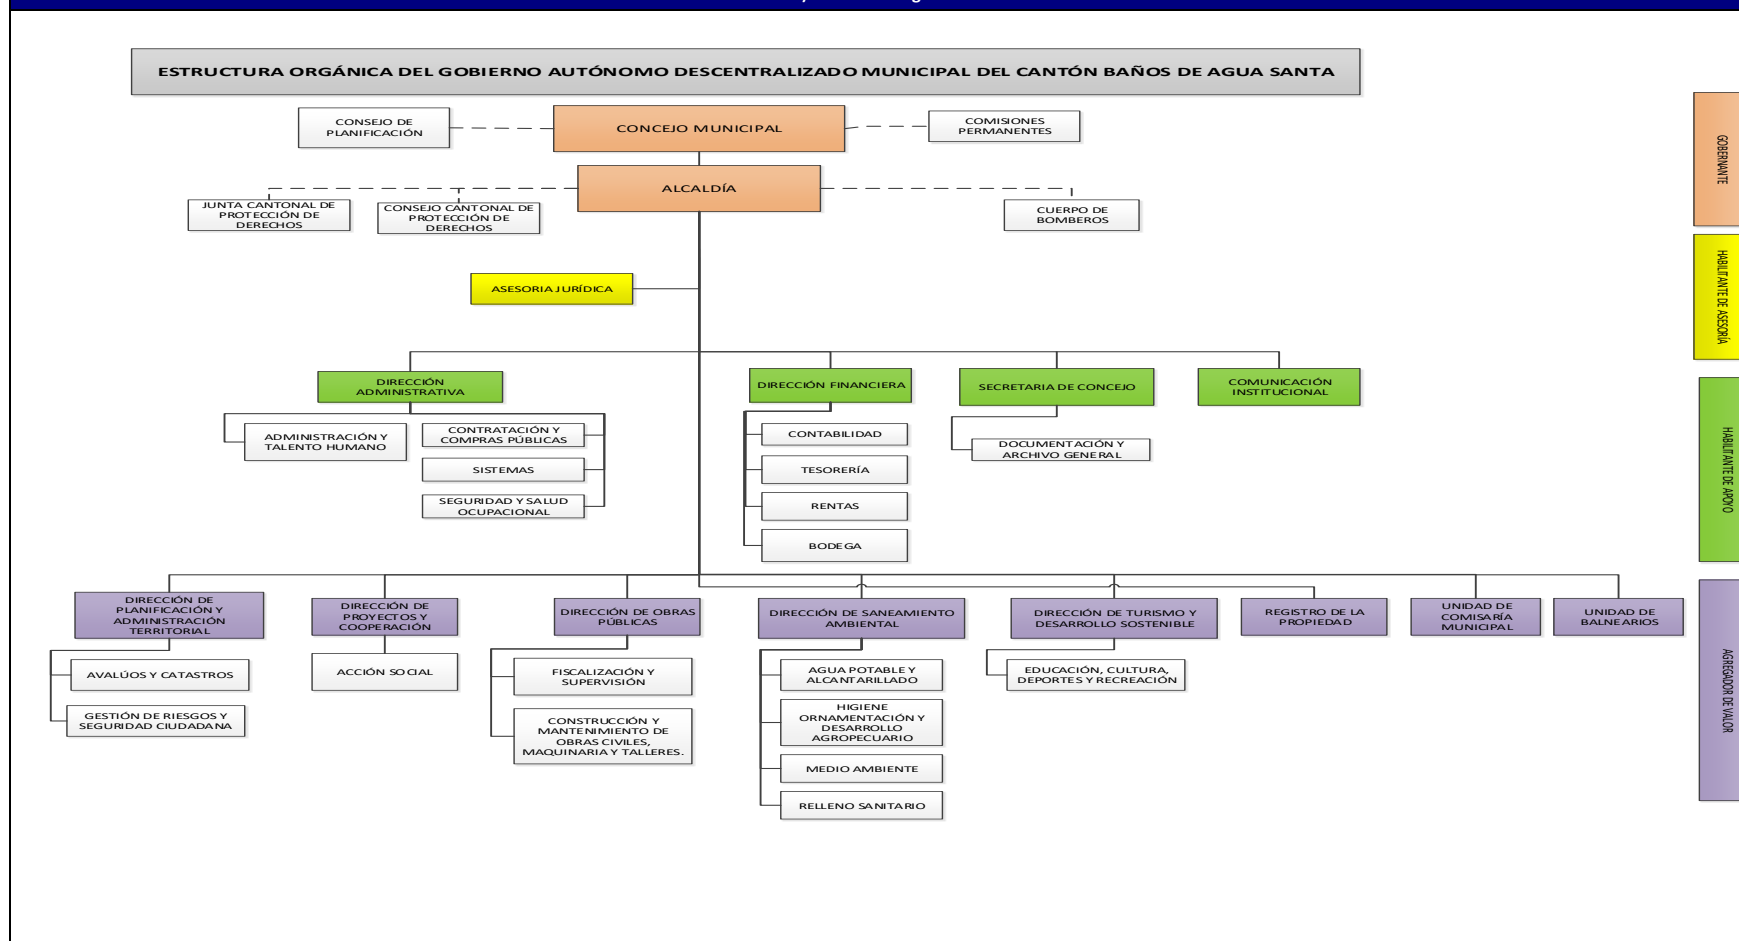 ESTRUCTURA ORGÁNICA DEL GOBIERNO AUTÓNOMO DESCENTRALIZADO MUNICIPAL DEL CANTÓN BAÑOS DE AGUA SANTA
CONSEJO DE
PLANIFICACIÓN
CONCEJO MUNICIPAL
COMISIONES
PERMANENTES
ALCALDÍA
JUNTA CANTONAL DE
PROTECCIÓN DE
DERECHOS
CONSEJO CANTONAL DE
PROTECCIÓN DE
DERECHOS
CUERPO DE
BOMBEROS
GOBERNANTE
ASESORIA JURÍDICA
HABILITANTE DE ASESORÍA
DIRECCIÓN
ADMINISTRATIVA
DIRECCIÓN FINANCIERA
SECRETARIA DE CONCEJO
COMUNICACIÓN
INSTITUCIONAL
ADMINISTRACIÓN Y
TALENTO HUMANO
CONTRATACIÓN Y
COMPRAS PÚBLICAS
SISTEMAS
SEGURIDAD Y SALUD
OCUPACIONAL
CONTABILIDAD
TESORERÍA
RENTAS
BODEGA
DOCUMENTACIÓN Y
ARCHIVO GENERAL
HABILITANTE DE APOYO
DIRECCIÓN DE
PLANIFICACIÓN Y
ADMINISTRACIÓN
TERRITORIAL
DIRECCIÓN DE
PROYECTOS Y
COOPERACIÓN
DIRECCIÓN DE OBRAS
PÚBLICAS
DIRECCIÓN DE SANEAMIENTO
AMBIENTAL
DIRECCIÓN DE TURISMO Y
DESARROLLO SOSTENIBLE
REGISTRO DE LA
PROPIEDAD
UNIDAD DE
COMISARÍA
MUNICIPAL
UNIDAD DE
BALNEARIOS
AVALÚOS Y CATASTROS
GESTIÓN DE RIESGOS Y
SEGURIDAD CIUDADANA
ACCIÓN SOCIAL
FISCALIZACIÓN Y
SUPERVISIÓN
CONSTRUCCIÓN Y
MANTENIMIENTO DE
OBRAS CIVILES,
MAQUINARIA Y TALLERES.
AGUA POTABLE Y
ALCANTARILLADO
HIGIENE
ORNAMENTACIÓN Y
DESARROLLO
AGROPECUARIO
MEDIO AMBIENTE
RELLENO SANITARIO
EDUCACIÓN, CULTURA,
DEPORTES Y RECREACIÓN
AGREGADOR DE VALOR